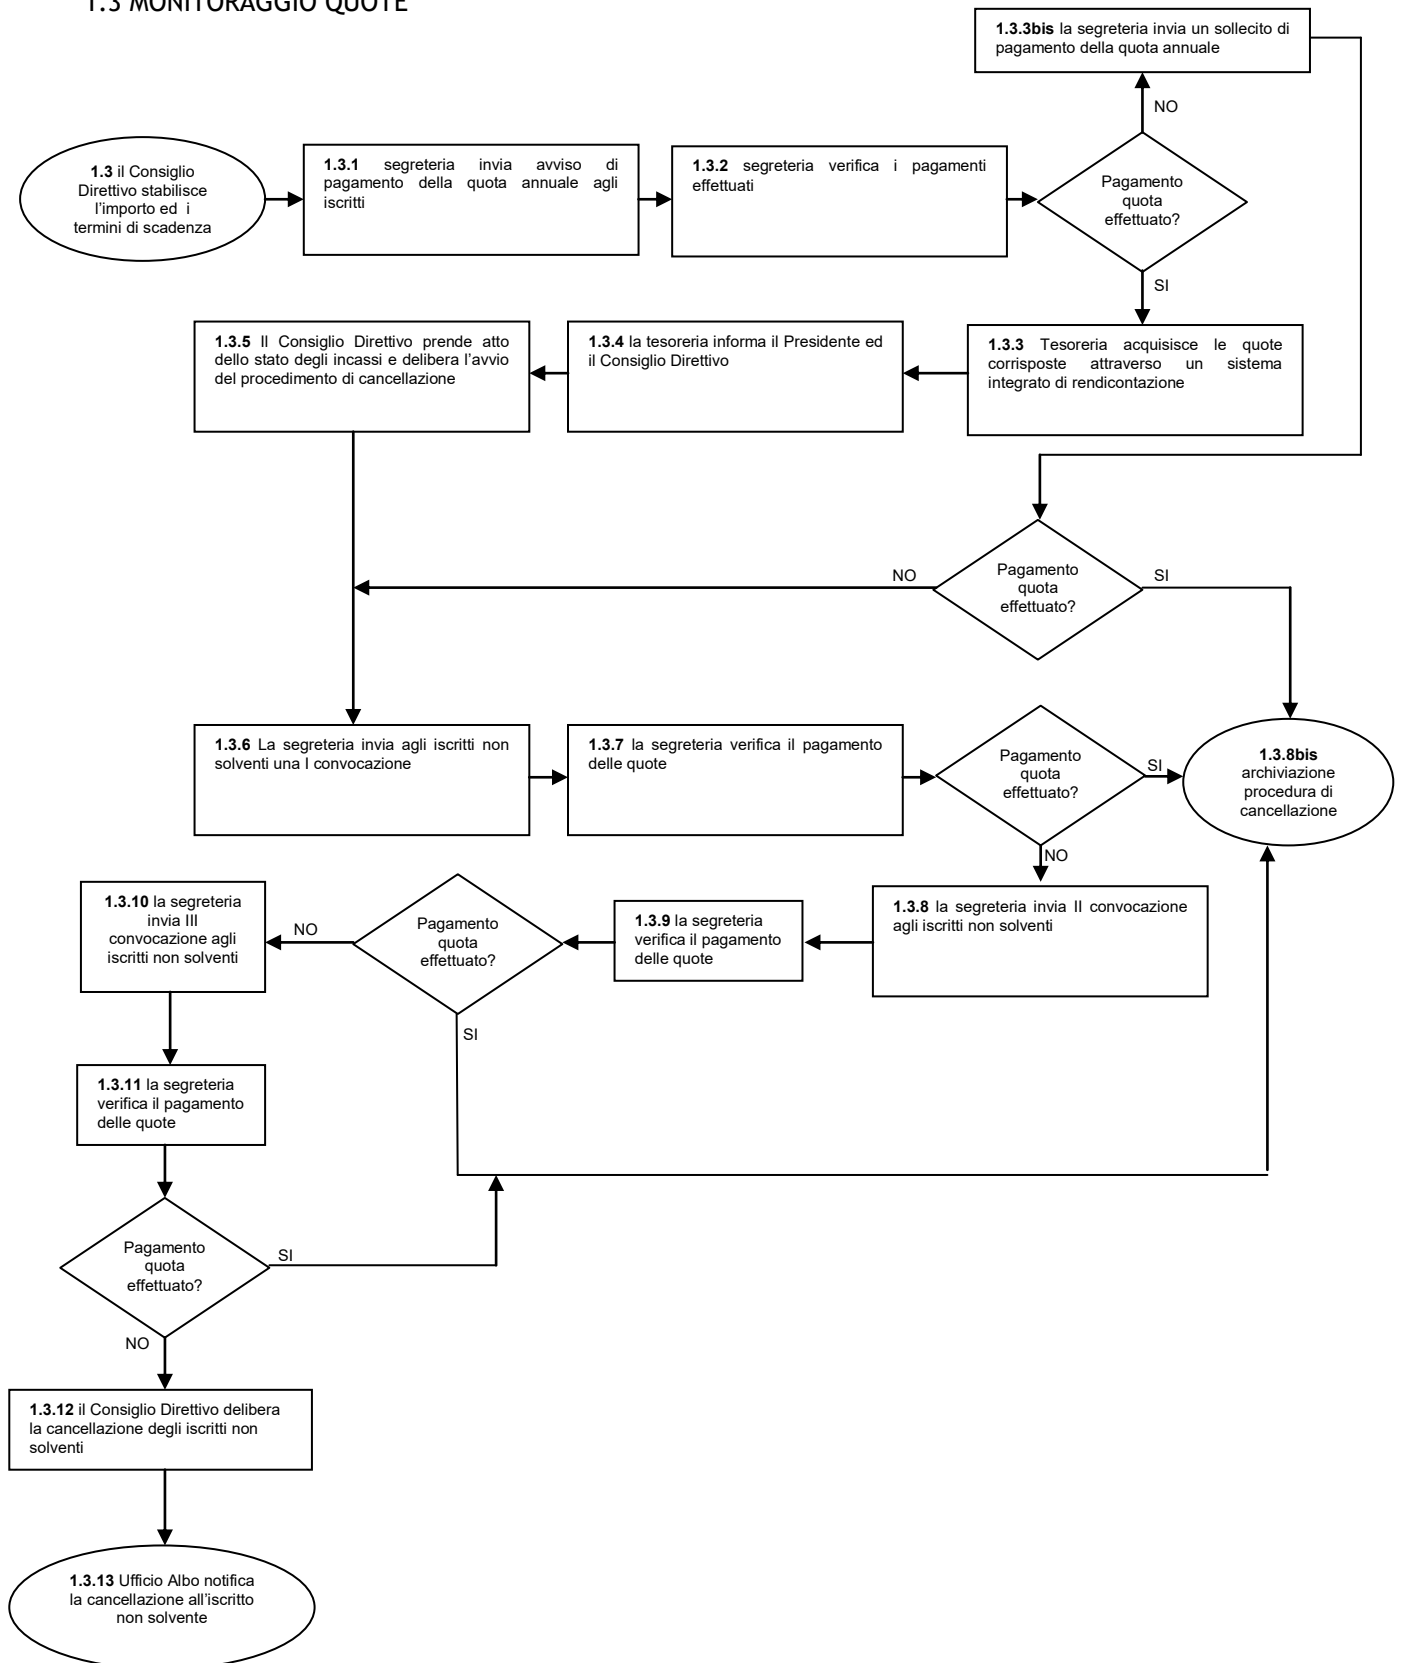 1.3 MONITORAGGIO QUOTE
1.3.3bis la segreteria invia un sollecito di
pagamento della quota annuale
NO
1.3 il Consiglio
Direttivo stabilisce
l'importo ed i
termini di scadenza
1.3.1 segreteria invia avviso di
pagamento della quota annuale agli
iscritti
1.3.2 segreteria verifica i pagamenti
effettuati
Pagamento
quota
effettuato?
SI
1.3.5 Il Consiglio Direttivo prende atto
dello stato degli incassi e delibera l'avvio
del procedimento di cancellazione
1.3.4 la tesoreria informa il Presidente ed
il Consiglio Direttivo
1.3.3 Tesoreria acquisisce le quote
corrisposte attraverso un sistema
integrato di rendicontazione
NO
Pagamento
quota
effettuato?
SI
1.3.6 La segreteria invia agli iscritti non
solventi una I convocazione
1.3.7 la segreteria verifica il pagamento
delle quote
Pagamento
quota
effettuato?
SI
1.3.8bis
archiviazione
procedura di
cancellazione
NO
1.3.10 la segreteria
invia III
convocazione agli
iscritti non solventi
NO
Pagamento
quota
effettuato?
1.3.9 la segreteria
verifica il pagamento
delle quote
1.3.8 la segreteria invia II convocazione
agli iscritti non solventi
SI
1.3.11 la segreteria
verifica il pagamento
delle quote
Pagamento
quota
effettuato?
SI
NO
1.3.12 il Consiglio Direttivo delibera
la cancellazione degli iscritti non
solventi
1.3.13 Ufficio Albo notifica
la cancellazione all'iscritto
non solvente